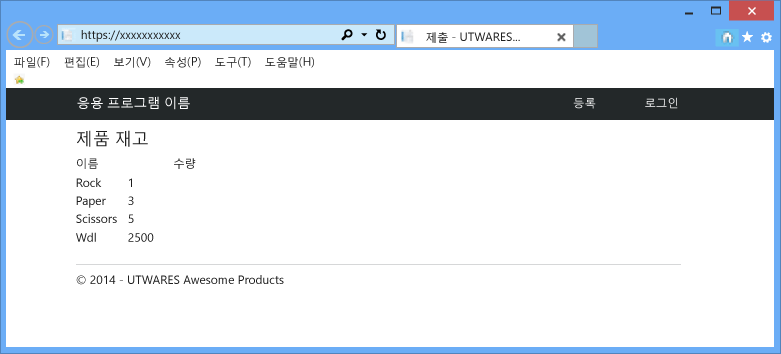 https://xxxxxxxxxxx
제출 - UTWARES...
파일(F) 편집(E) 보기(V) 속성(P) 도구(T) 도움말(H)
응용 프로그램 이름 등록 로그인
제품 재고
이름 수량
Rock 1
Paper 3
Scissors 5
Wdl 2500
© 2014 - UTWARES Awesome Products